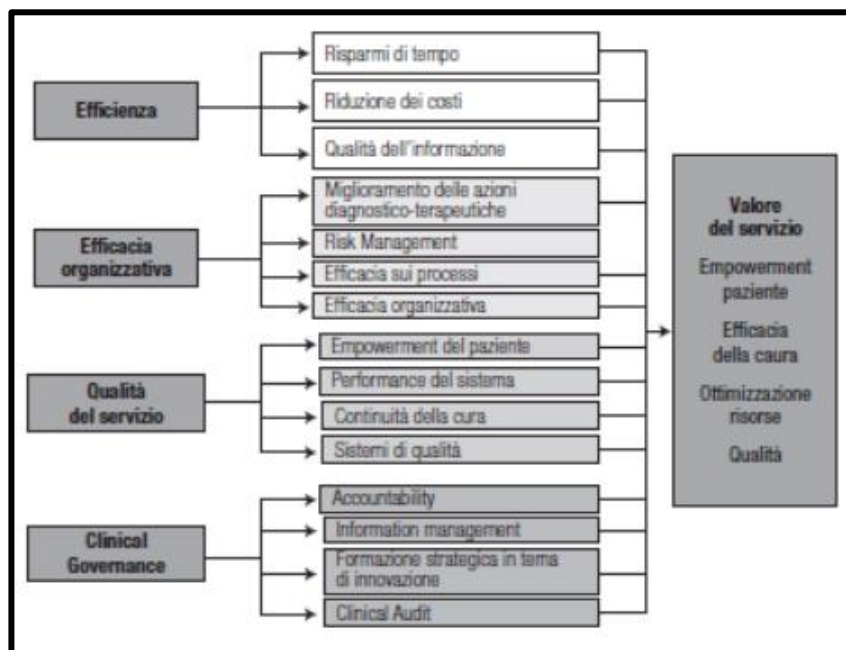 Efficienza
Risparmi di tempo
Riduzione dei costi
Qualità dell'informazione
Efficacia
organizzativa
Miglioramento delle azioni
diagnostico-terapeutiche
Risk Management
Efficacia sui processi
Efficacia organizzativa
Qualità
del servizio
Empowerment del paziente
Performance del sistema
Continuità della cura
Sistemi di qualità
Clinical
Governance
Accountability
Information management
Formazione strategica in tema
di innovazione
Clinical Audit
Valore
del servizio
Empowerment
paziente
Efficacia
della caura
Ottimizzazione
risorse
Qualità